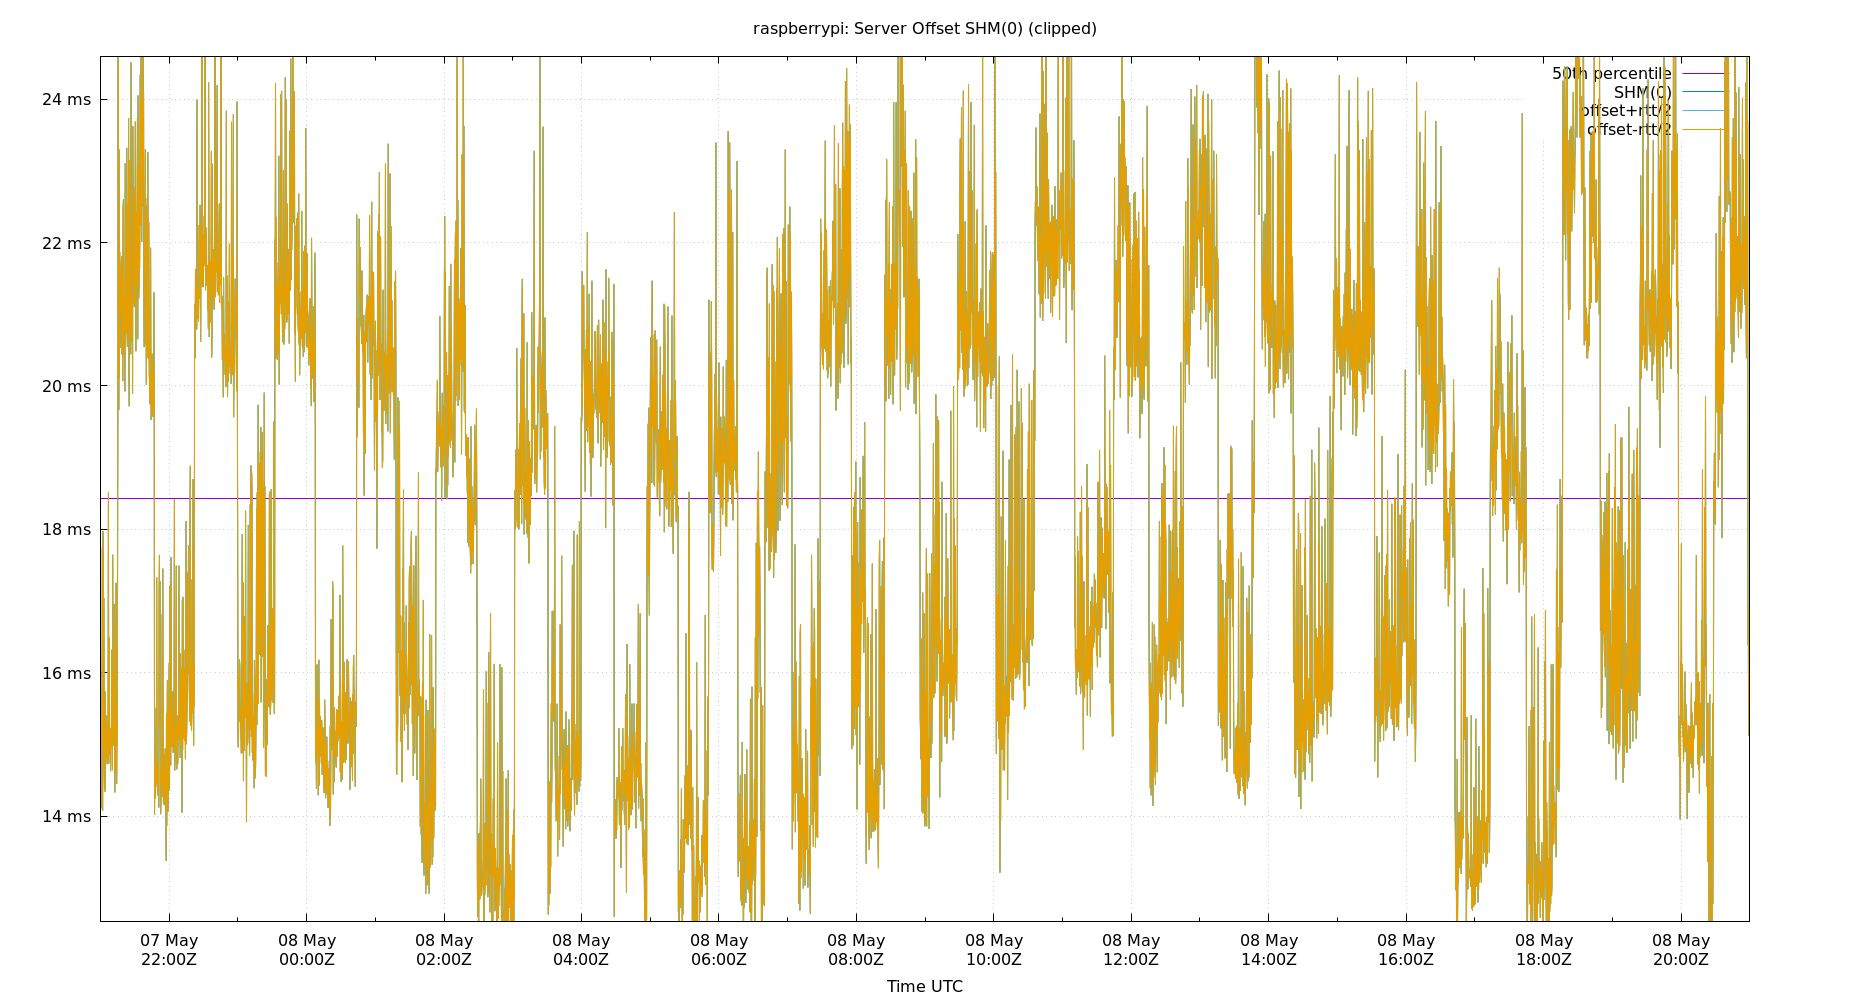 raspberrypi: Server Offset SHM(0) (clipped)
50th percentile
SHM(0)
offset+rtt/2
offset-rtt/2
24 ms
22 ms
20 ms
18 ms
16 ms
14 ms
07 May 08 May 08 May 08 May 08 May 08 May 08 May 08 May 08 May 08 May 08 May 08 May
22:00Z 00:00Z 02:00Z 04:00Z 06:00Z 08:00Z 10:00Z 12:00Z 14:00Z 16:00Z 18:00Z 20:00Z
Time UTC